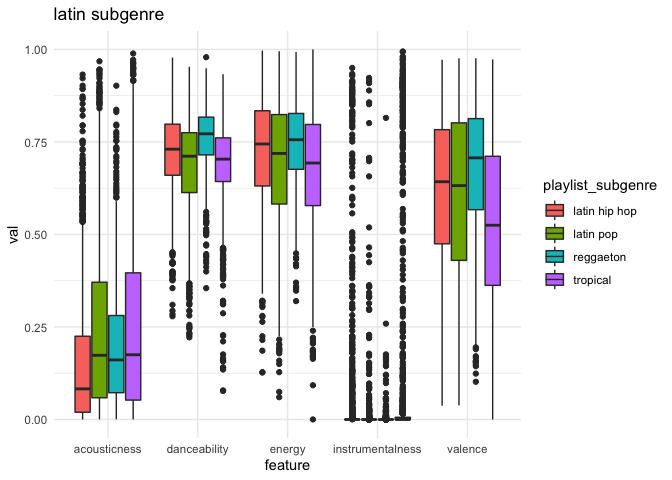 latin subgenre
1.00
0.75
0.50
0.25
0.00
val
acousticness danceability energy instrumentalness valence
feature
playlist_subgenre
latin hip hop
latin pop
reggaeton
tropical